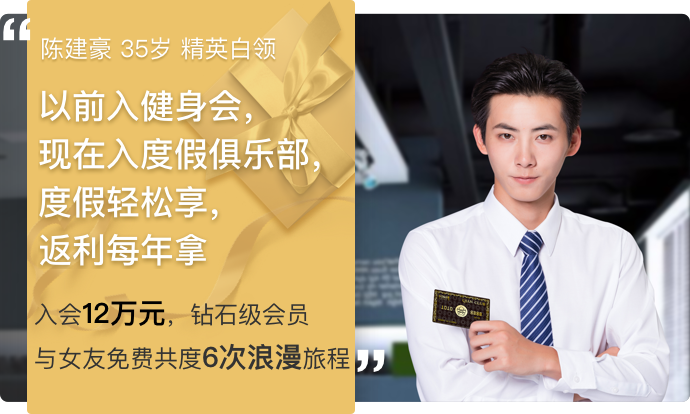 “
陈建豪 35岁 精英白领
以前入健身会，
现在入度假俱乐部，
度假轻松享，
返利每年拿
入会12万元，钻石级会员
与女友免费共度6次浪漫旅程
”